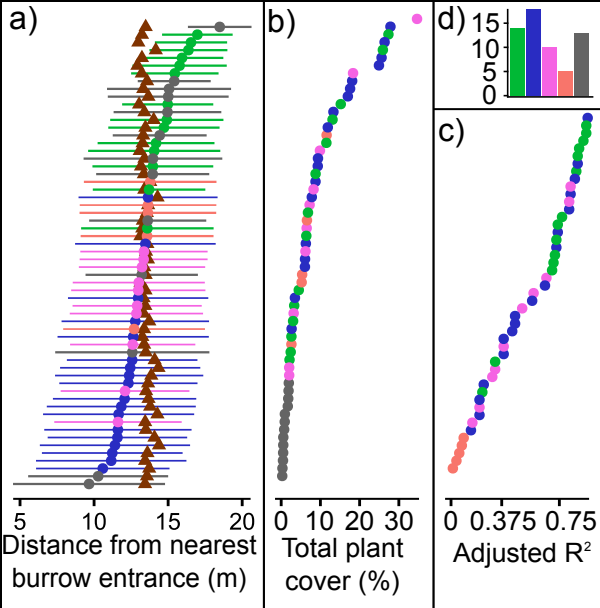 a)
5 10 15 20
Distance from nearest
burrow entrance (m)
b)
0 10 20 30
Total plant
cover (%)
d)
15
10
5
0
c)
0 0.375 0.75
Adjusted R²